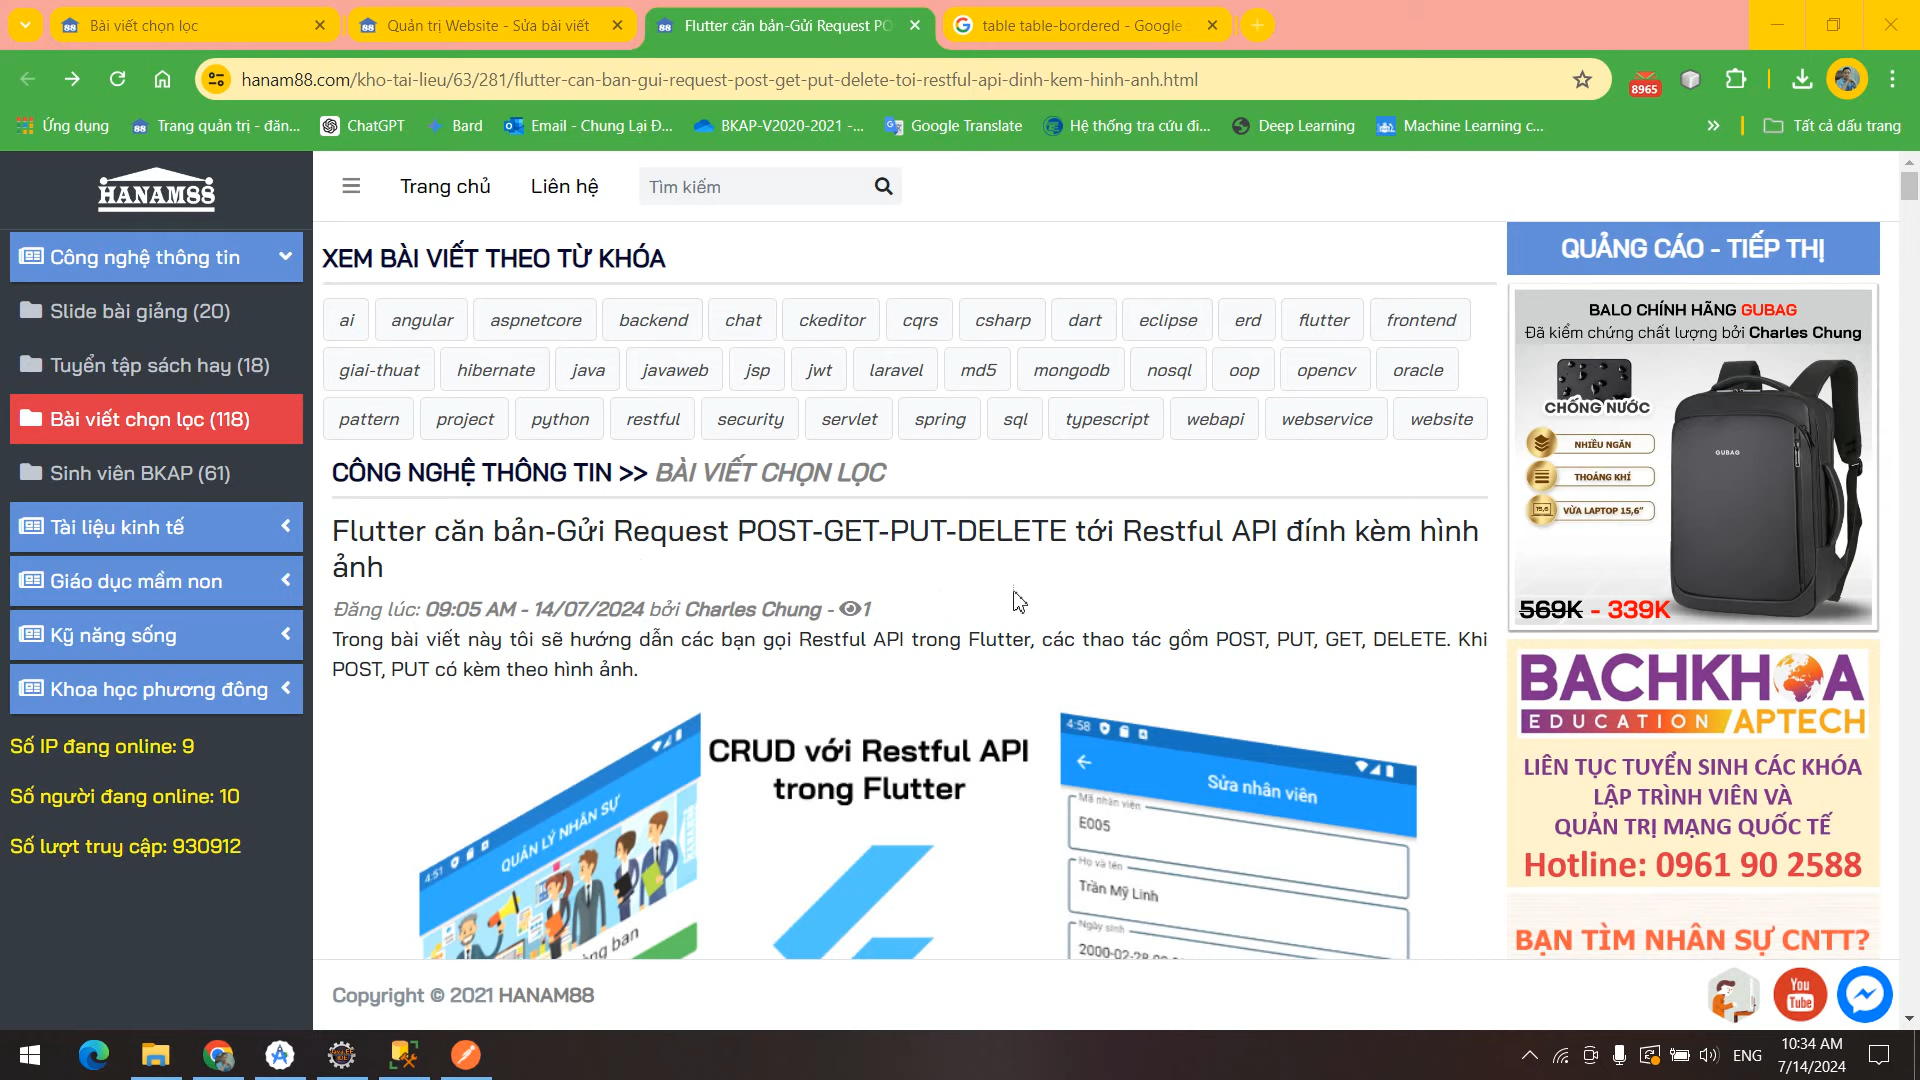 Bài viết chọn lọc
Quản trị Website - Sửa bài viết
Flutter căn bản-Gửi Request PO
table table-bordered - Google
hanam88.com/kho-tai-lieu/63/281/flutter-can-ban-gui-request-post-get-put-delete-toi-restful-api-dinh-kem-hinh-anh.html
8965
Ứng dụng
Trang quản trị - đăn...
ChatGPT
Bard
Email - Chung Lại Đ...
BKAP-V2020-2021 -...
Google Translate
Hệ thống tra cứu đi...
Deep Learning
Machine Learning c...
Tất cả dấu trang
HANAM88
Trang chủ
Liên hệ
Tìm kiếm
Công nghệ thông tin
Slide bài giảng (20)
Tuyển tập sách hay (18)
Bài viết chọn lọc (118)
Sinh viên BKAP (61)
Tài liệu kinh tế
Giáo dục mầm non
Kỹ năng sống
Khoa học phương đông
Số IP đang online: 9
Số người đang online: 10
Số lượt truy cập: 930912
XEM BÀI VIẾT THEO TỪ KHÓA
ai angular aspnetcore backend chat ckeditor cqrs csharp dart eclipse erd flutter frontend
giai-thuat hibernate java javaweb jsp jwt laravel md5 mongodb nosql oop opencv oracle
pattern project python restful security servlet spring sql typescript webapi webservice website
CÔNG NGHỆ THÔNG TIN >> BÀI VIẾT CHỌN LỌC
Flutter căn bản-Gửi Request POST-GET-PUT-DELETE tới Restful API đính kèm hình
ảnh
Đăng lúc: 09:05 AM - 14/07/2024 bởi Charles Chung - 1
Trong bài viết này tôi sẽ hướng dẫn các bạn gọi Restful API trong Flutter, các thao tác gồm POST, PUT, GET, DELETE. Khi
POST, PUT có kèm theo hình ảnh.
4:51
QUẢN LÝ NHÂN SỰ
CRUD với Restful API
trong Flutter
4:58
Sửa nhân viên
Mã nhân viên
E005
Họ và tên
Trần Mỹ Linh
Ngày sinh
QUẢNG CÁO - TIẾP THỊ
BALO CHÍNH HÃNG GUBAG
Đã kiểm chứng chất lượng bởi Charles Chung
CHỐNG NƯỚC
NHIỀU NGĂN
THOÁNG KHÍ
VỪA LAPTOP 15,6"
GUBAG
569K - 339K
BACHKHOA
EDUCATION APTECH
LIÊN TỤC TUYỂN SINH CÁC KHÓA
LẬP TRÌNH VIÊN VÀ
QUẢN TRỊ MẠNG QUỐC TẾ
Hotline: 0961 90 2588
BẠN TÌM NHÂN SỰ CNTT?
Copyright © 2021 HANAM88
You
Tube
ENG
10:34 AM
7/14/2024